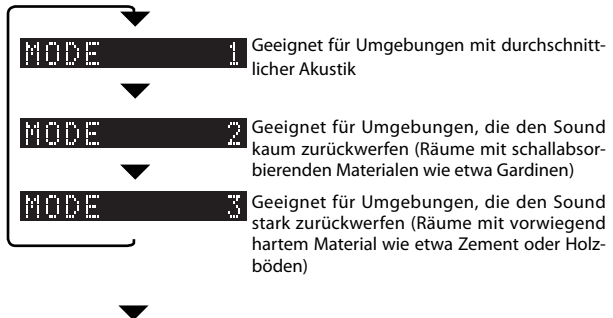 MODE 1
Geeignet für Umgebungen mit durchschnitt-
licher Akustik
MODE 2
Geeignet für Umgebungen, die den Sound
kaum zurückwerfen (Räume mit schallabsor-
bierenden Materialen wie etwa Gardinen)
MODE 3
Geeignet für Umgebungen, die den Sound
stark zurückwerfen (Räume mit vorwiegend
hartem Material wie etwa Zement oder Holz-
böden)